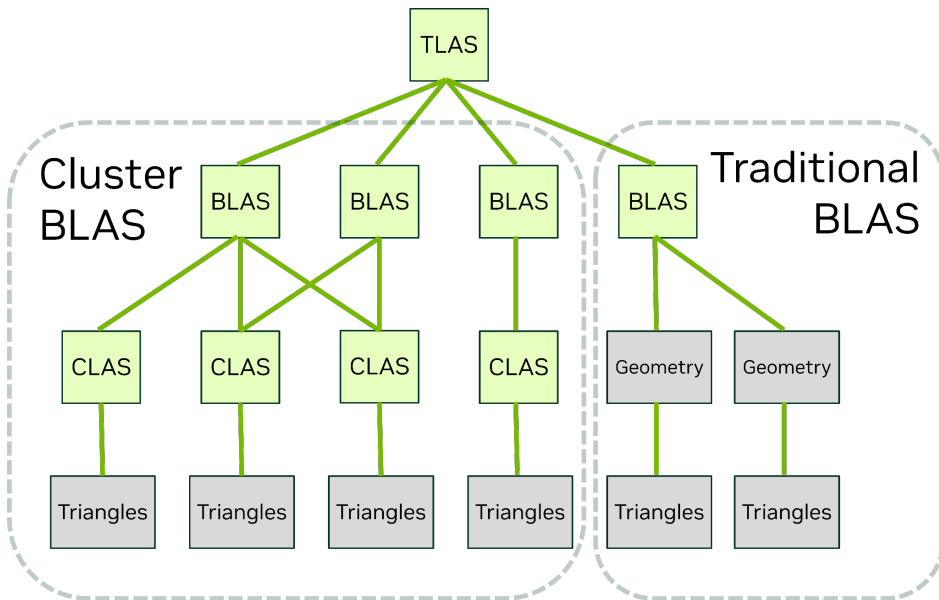 TLAS
Cluster
BLAS
Traditional
BLAS
BLAS
BLAS
BLAS
BLAS
CLAS
CLAS
CLAS
CLAS
Geometry
Geometry
Triangles
Triangles
Triangles
Triangles
Triangles
Triangles